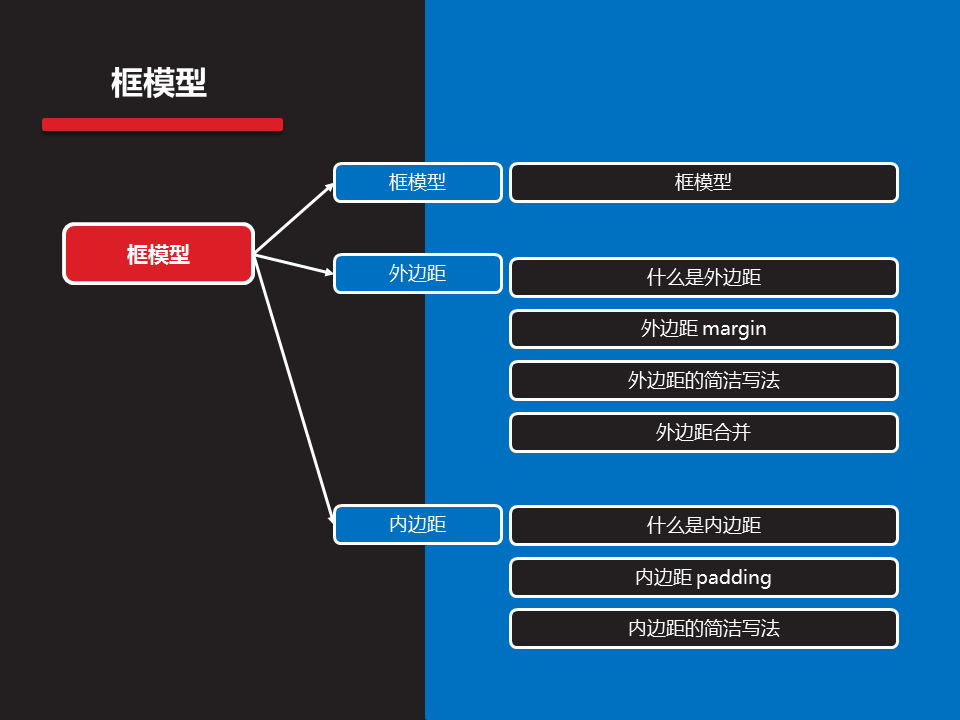 框模型
框模型
框模型
框模型
外边距
什么是外边距
外边距 margin
外边距的简洁写法
外边距合并
内边距
什么是内边距
内边距 padding
内边距的简洁写法